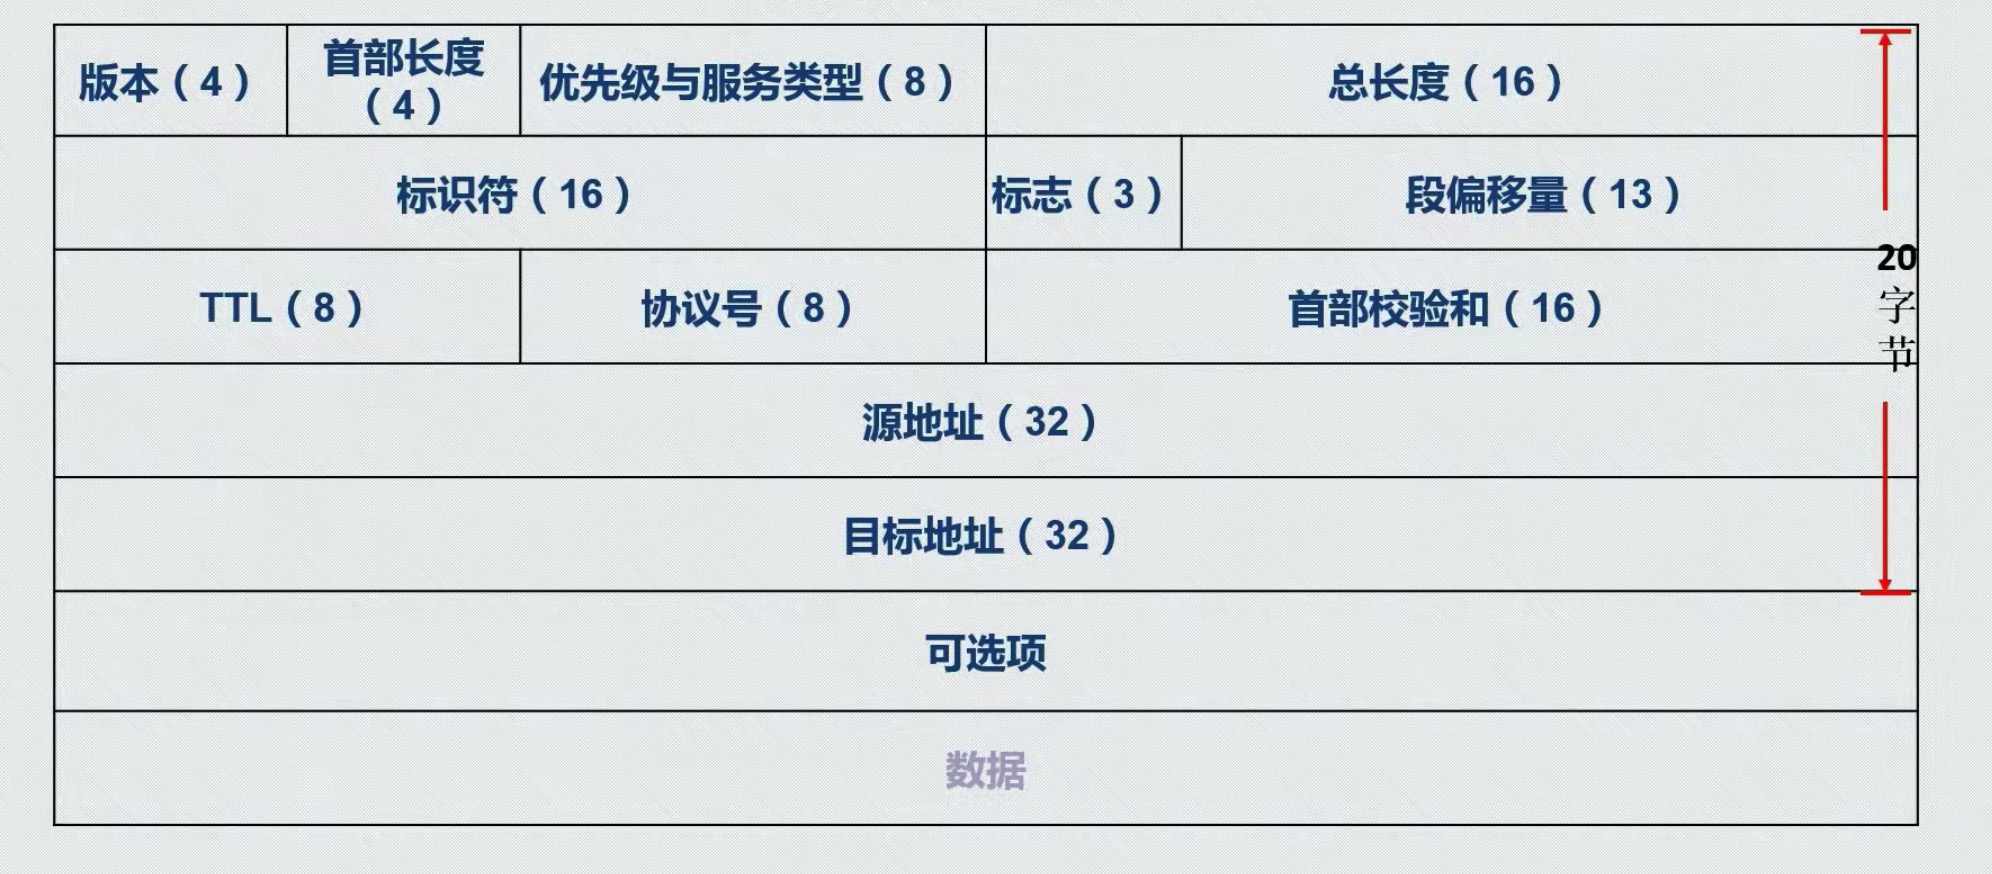 版本（4）
首部长度
（4）
优先级与服务类型（8）
总长度（16）
标识符（16）
标志（3）
段偏移量（13）
TTL（8）
协议号（8）
首部校验和（16）
20
字
节
源地址（32）
目标地址（32）
可选项
数据